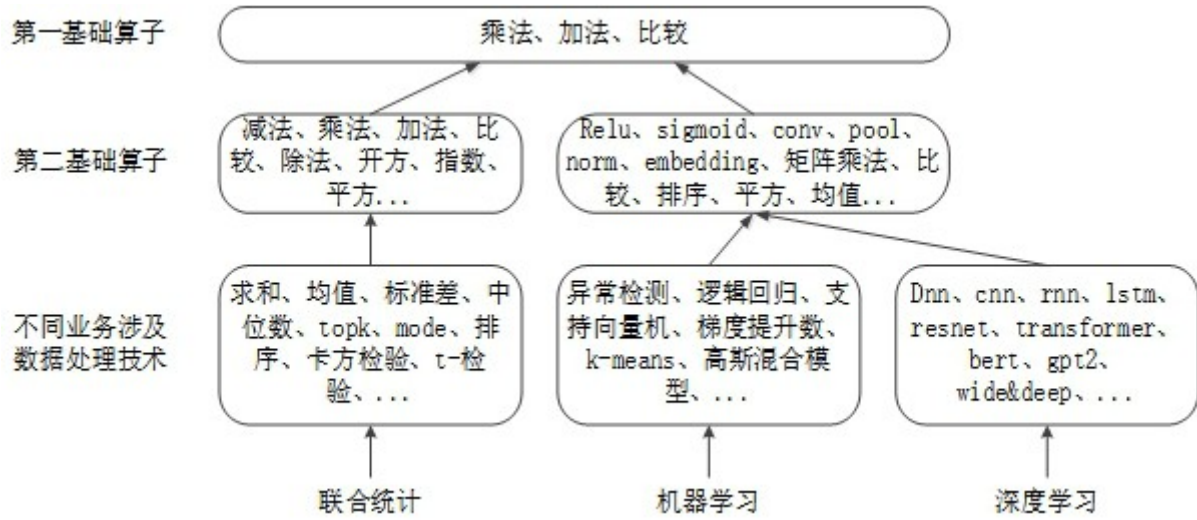 第一基础算子
乘法、加法、比较
第二基础算子
减法、乘法、加法、比
较、除法、开方、指数、
平方...
Relu、sigmoid、conv、pool、
norm、embedding、矩阵乘法、比
较、排序、平方、均值...
不同业务涉及
数据处理技术
求和、均值、标准差、中
位数、topk、mode、排
序、卡方检验、t-检
验、...
异常检测、逻辑回归、支
持向量机、梯度提升数、
k-means、高斯混合模
型、...
Dnn、cnn、rnn、lstm、
resnet、transformer、
bert、gpt2、
wide&deep、...
联合统计
机器学习
深度学习